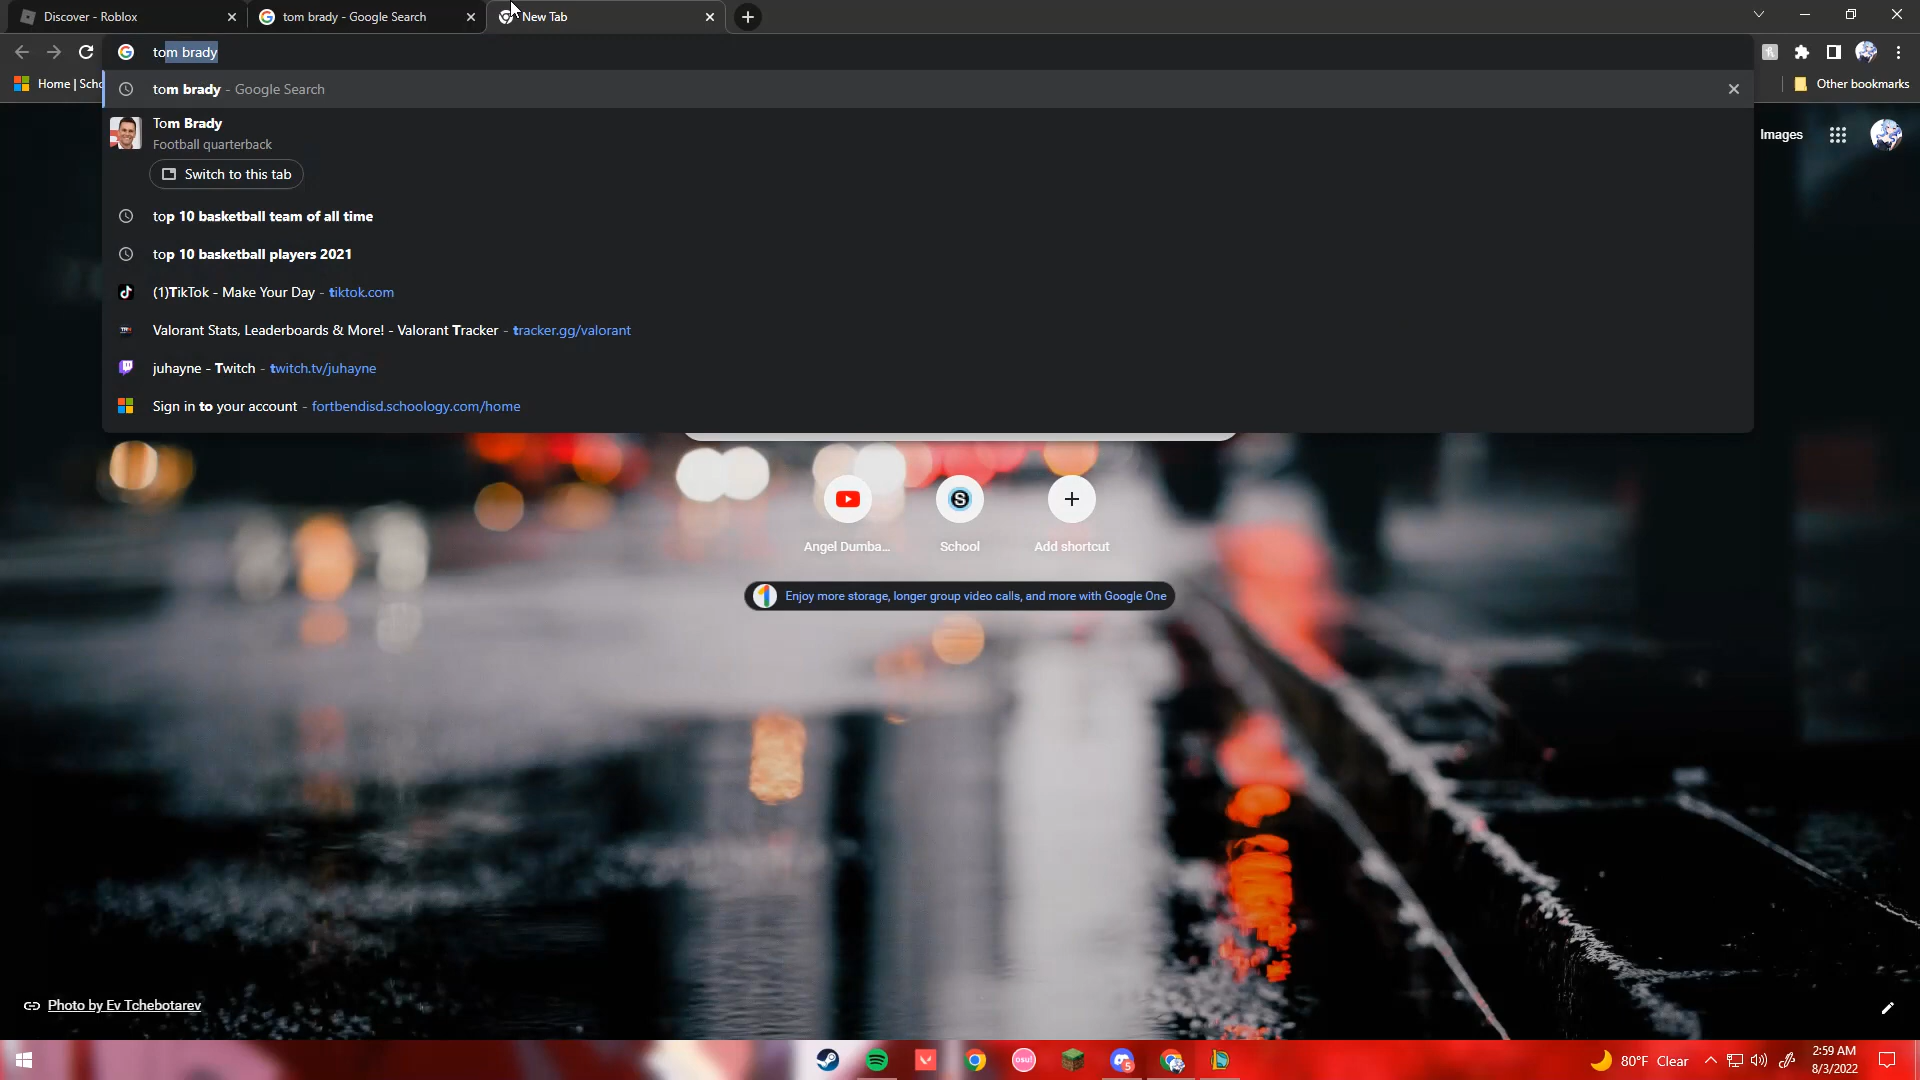 Discover - Roblox
tom brady - Google Search
New Tab
tom brady
Home | Scho
Other bookmarks
tom brady - Google Search
Tom Brady
Football quarterback
Switch to this tab
Images
top 10 basketball team of all time
top 10 basketball players 2021
(1)TikTok - Make Your Day - tiktok.com
Valorant Stats, Leaderboards & More! - Valorant Tracker - tracker.gg/valorant
juhayne - Twitch - twitch.tv/juhayne
Sign in to your account - fortbendisd.schoology.com/home
Angel Dumba...
School
Add shortcut
Enjoy more storage, longer group video calls, and more with Google One
Photo by Ev Tchebotarev
osu!
5
80°F Clear
2:59 AM
8/3/2022